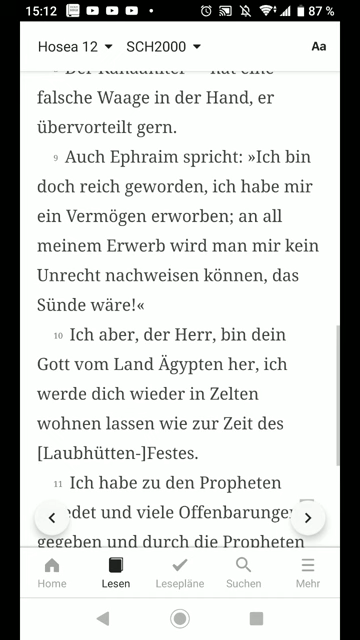 15:12
87 %
Hosea 12 SCH2000 Aa
falsche Waage in der Hand, er
übervorteilt gern.
9 Auch Ephraim spricht: »Ich bin
doch reich geworden, ich habe mir
ein Vermögen erworben; an all
meinem Erwerb wird man mir kein
Unrecht nachweisen können, das
Sünde wäre!«
10 Ich aber, der Herr, bin dein
Gott vom Land Ägypten her, ich
werde dich wieder in Zelten
wohnen lassen wie zur Zeit des
[Laubhütten-]Festes.
11 Ich habe zu den Propheten
und viele Offenbarungen
gegeben und durch die Propheten
Home Lesen Lesepläne Suchen Mehr